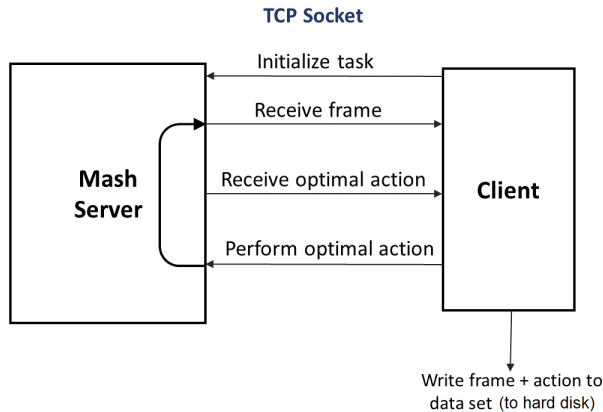 TCP Socket
Initialize task
Receive frame
Mash
Server
Receive optimal action
Client
Perform optimal action
Write frame + action to
data set (to hard disk)